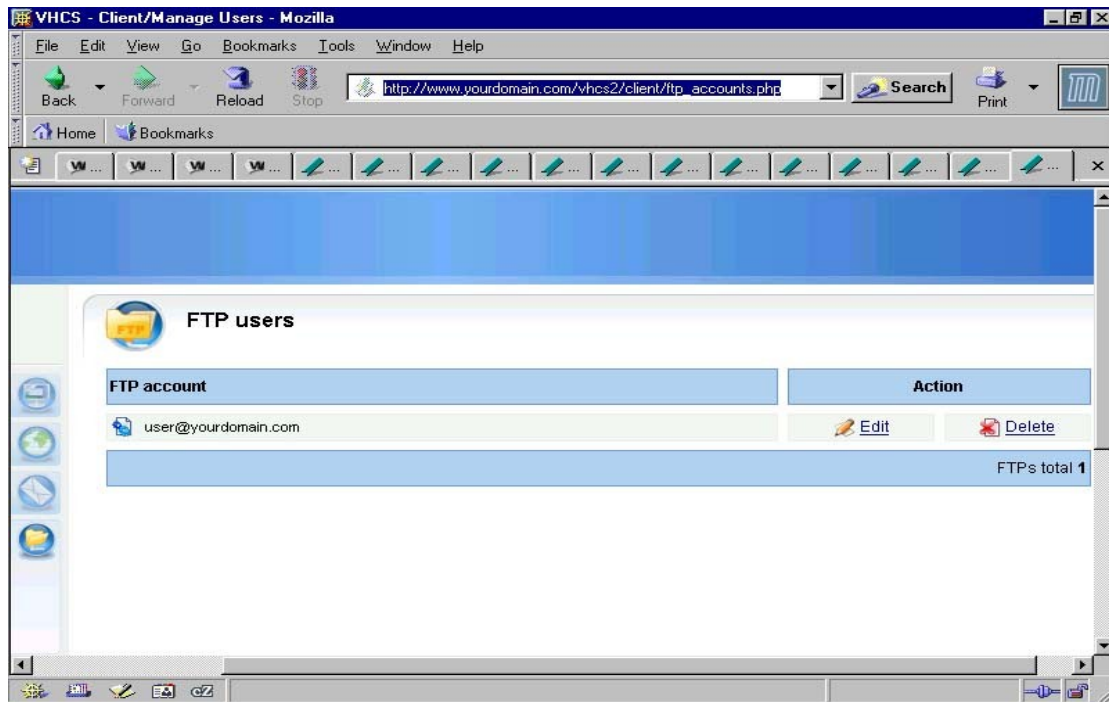 VHCS - Client/Manage Users - Mozilla
File Edit View Go Bookmarks Tools Window Help
Back Forward Reload Stop http://www.yourdomain.com/vhcs2/client/ftp_accounts.php Search Print
Home Bookmarks
... ... ... ... ... ... ... ... ... ... ... ... ... ... ... ... ...
FTP FTP users
FTP account Action
user@yourdomain.com Edit Delete
FTPs total 1